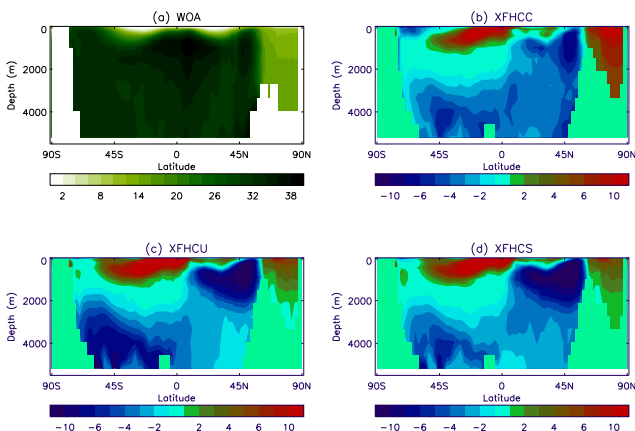 (a) WOA
0
2000
4000
Depth (m)
90S 45S 0 45N 90N
Latitude
2 8 14 20 26 32 38
(b) XFHCC
0
2000
4000
Depth (m)
90S 45S 0 45N 90N
Latitude
-10 -6 -4 -2 2 4 6 10
(c) XFHCU
0
2000
4000
Depth (m)
90S 45S 0 45N 90N
Latitude
-10 -6 -4 -2 2 4 6 10
(d) XFHCS
0
2000
4000
Depth (m)
90S 45S 0 45N 90N
Latitude
-10 -6 -4 -2 2 4 6 10